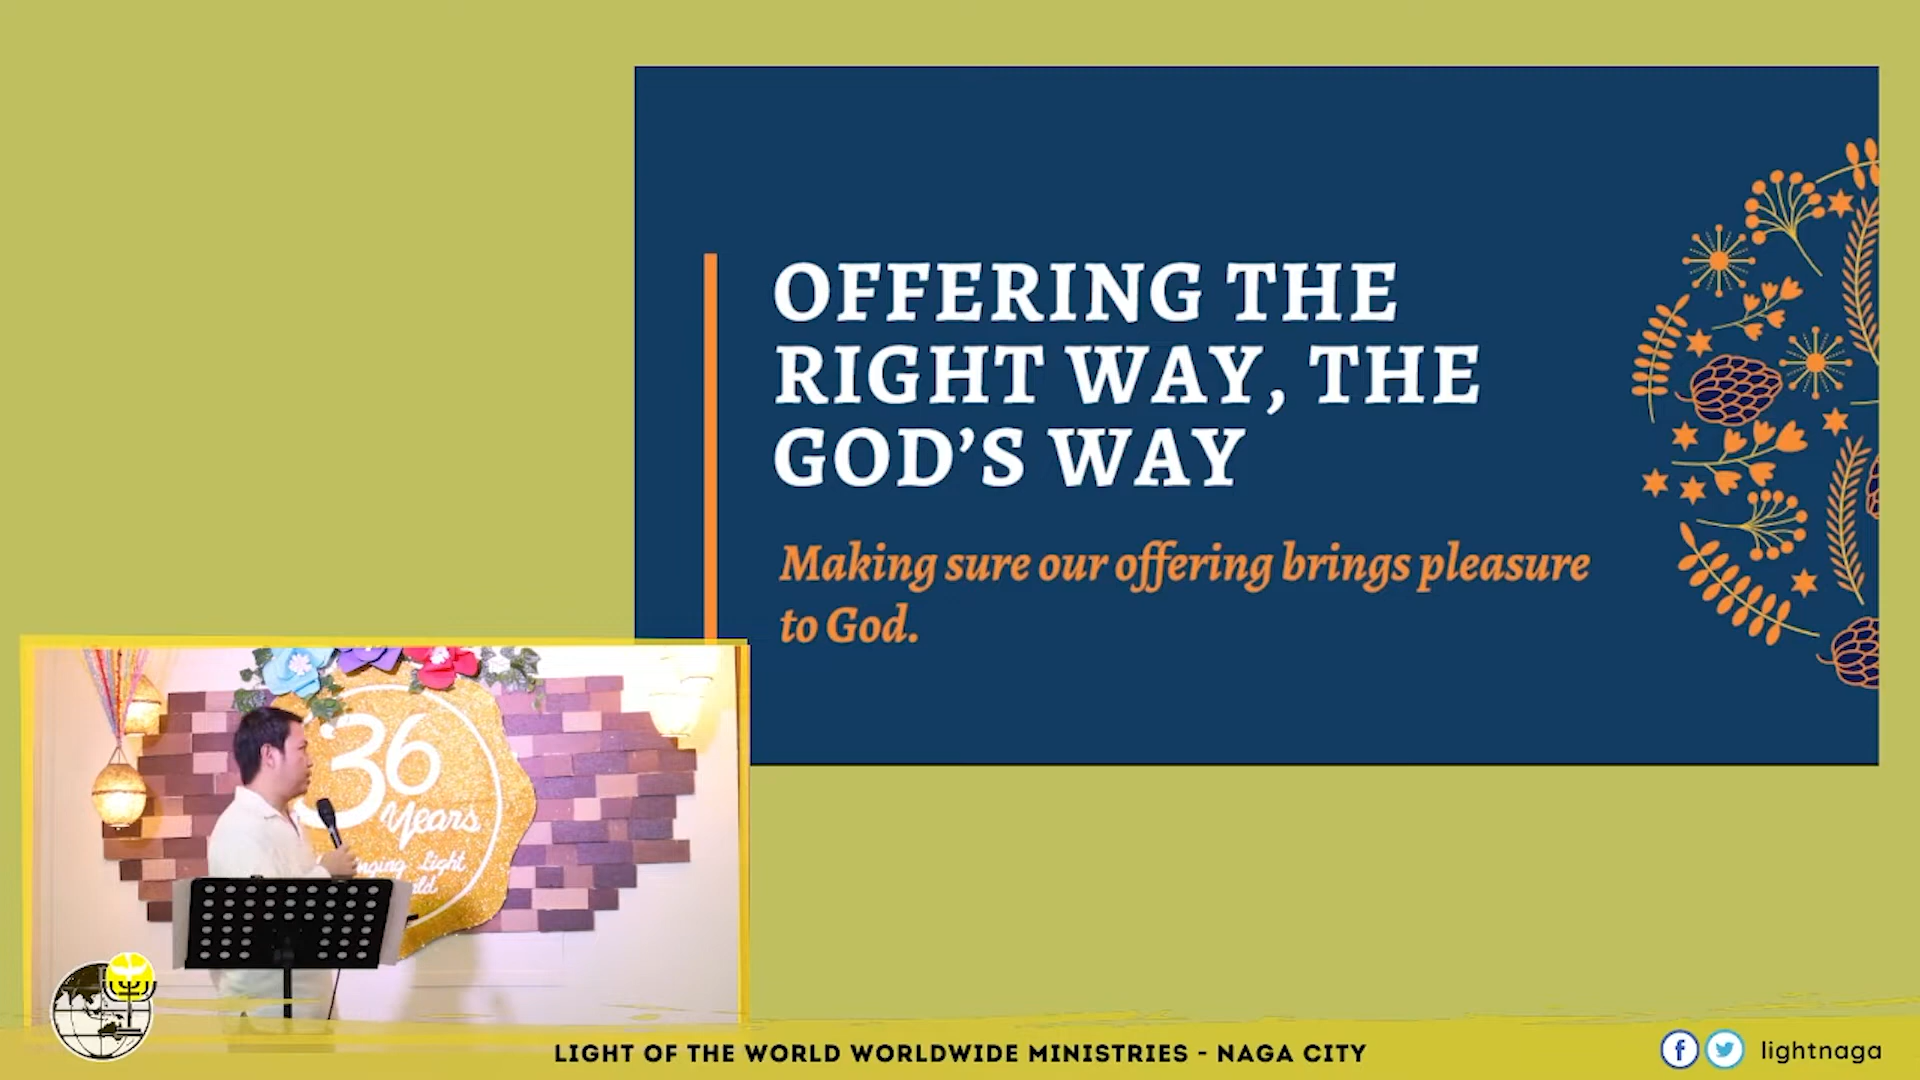 OFFERING THE
RIGHT WAY, THE
GOD'S WAY
Making sure our offering brings pleasure
to God.
36
Years
Light
LIGHT OF THE WORLD WORLDWIDE MINISTRIES - NAGA CITY
lightnaga